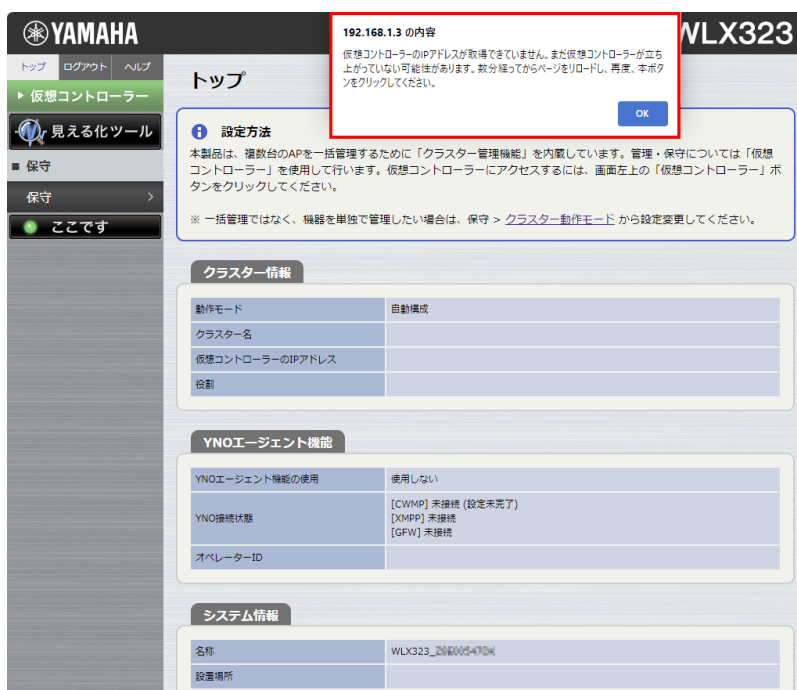 YAMAHA
WLX323
192.168.1.3 の内容
仮想コントローラーのIPアドレスが取得できていません。まだ仮想コントローラーが立ち
上がっていない可能性があります。数分経ってからページをリロードし、再度、本ボタ
ンをクリックしてください。
OK
トップ ログアウト ヘルプ
仮想コントローラー
見える化ツール
■ 保守
保守
ここです
トップ
設定方法
本製品は、複数台のAPを一括管理するために「クラスター管理機能」を内蔵しています。管理・保守については「仮想
コントローラー」を使用して行います。仮想コントローラーにアクセスするには、画面左上の「仮想コントローラー」ボ
タンをクリックしてください。
※ 一括管理ではなく、機器を単独で管理したい場合は、保守 > クラスター動作モード から設定変更してください。
クラスター情報
動作モード 自動構成
クラスター名
仮想コントローラーのIPアドレス
役割
YNOエージェント機能
YNOエージェント機能の使用 使用しない
YNO接続状態
[CWMP] 未接続 (設定未完了)
[XMPP] 未接続
[GFW] 未接続
オペレーターID
システム情報
名称 WLX323_
設置場所